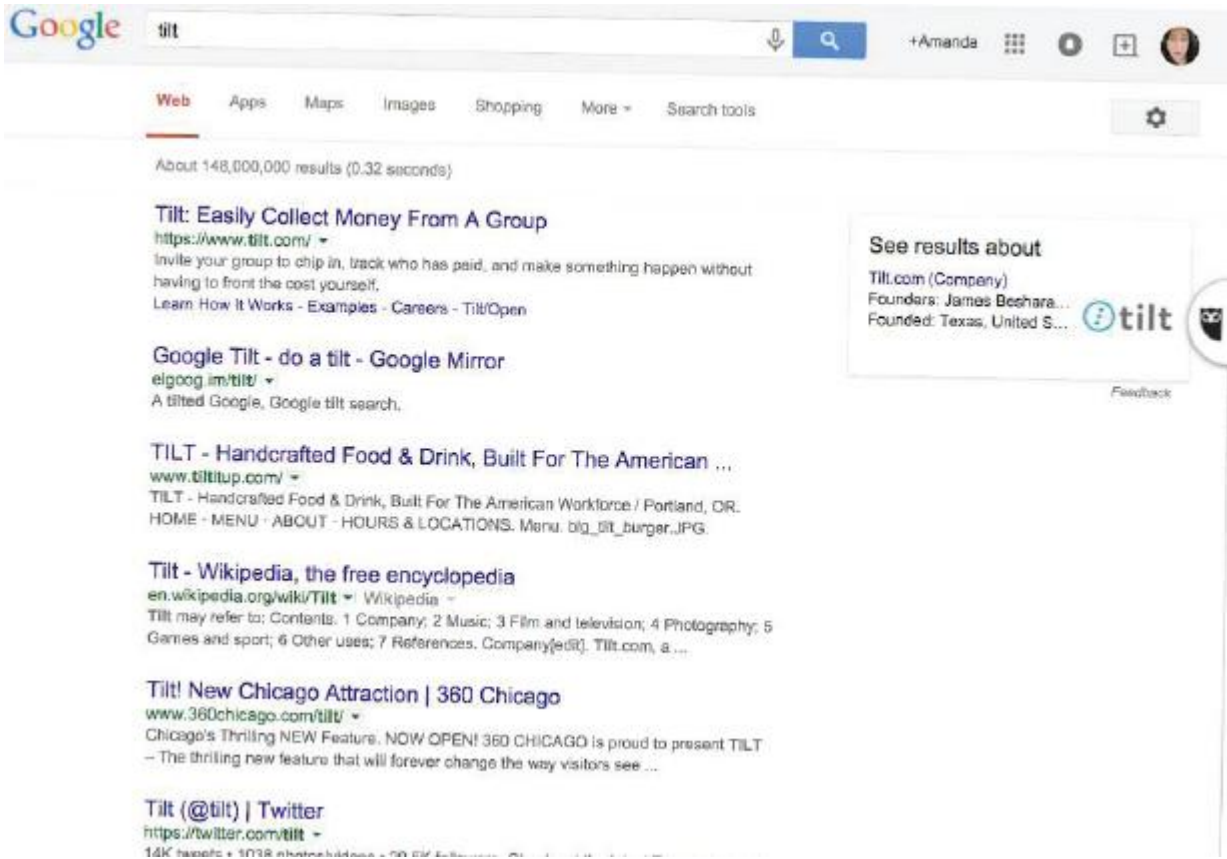 Google
tilt
+Amanda
Web Apps Maps Images Shopping More Search tools
About 148,000,000 results (0.32 seconds)
Tilt: Easily Collect Money From A Group
https://www.tilt.com/
Invite your group to chip in, track who has paid, and make something happen without
having to front the cost yourself.
Learn How It Works - Examples - Careers - Tilt/Open
See results about
Tilt.com (Company)
Founders: James Beshara...
Founded: Texas, United S...
tilt
Feedback
Google Tilt - do a tilt - Google Mirror
elgoog.im/tilt/
A tilted Google, Google tilt search.
TILT - Handcrafted Food & Drink, Built For The American ...
www.tiltitup.com/
TILT - Handcrafted Food & Drink, Built For The American Workforce / Portland, OR.
HOME - MENU - ABOUT - HOURS & LOCATIONS. Menu. big_tilt_burger.JPG.
Tilt - Wikipedia, the free encyclopedia
en.wikipedia.org/wiki/Tilt Wikipedia
Tilt may refer to: Contents. 1 Company; 2 Music; 3 Film and television; 4 Photography; 5
Games and sport; 6 Other uses; 7 References. Company[edit]. Tilt.com, a ...
Tilt! New Chicago Attraction | 360 Chicago
www.360chicago.com/tilt/
Chicago's Thrilling NEW Feature. NOW OPEN! 360 CHICAGO is proud to present TILT
– The thrilling new feature that will forever change the way visitors see ...
Tilt (@tilt) | Twitter
https://twitter.com/tilt
14K tweets • 1038 photos/videos